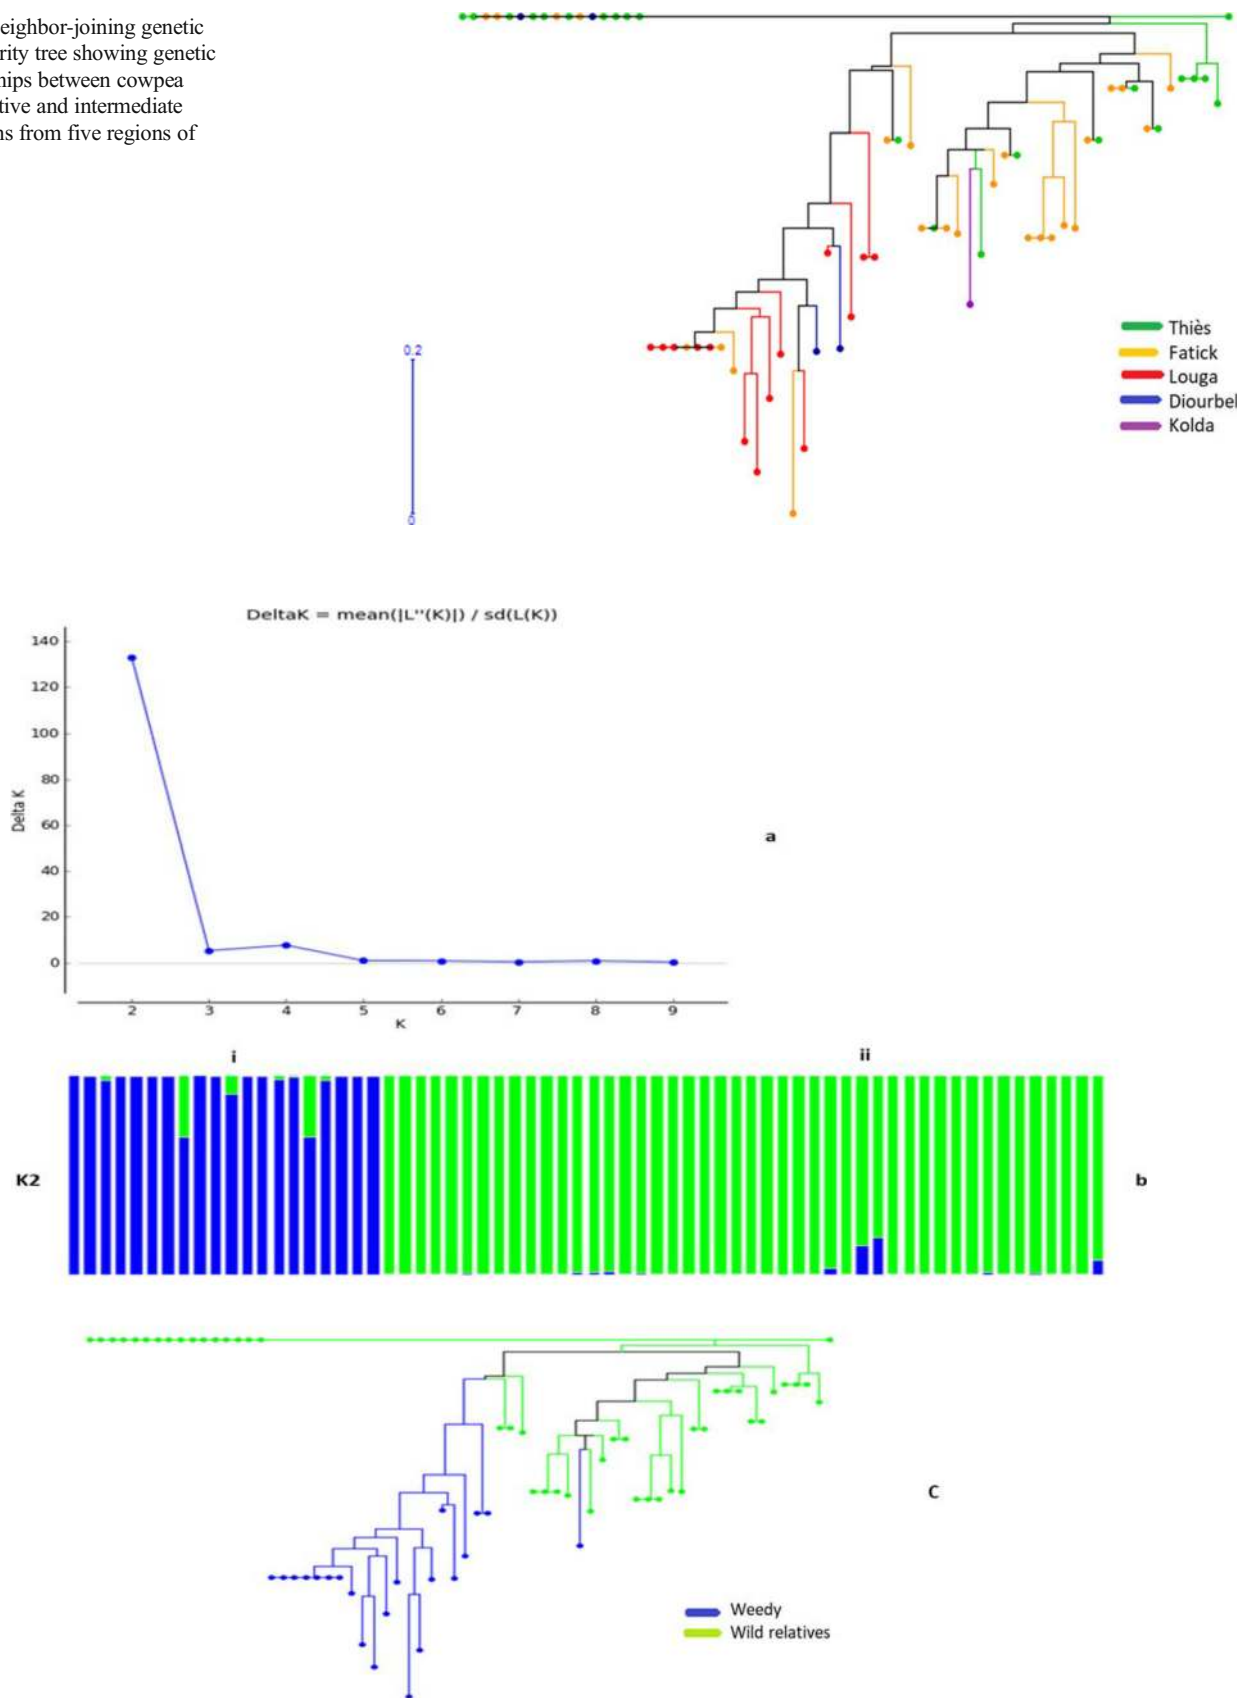 eighbor-joining genetic
rity tree showing genetic
hips between cowpea
tive and intermediate
ns from five regions of
0.2
0
Thiès
Fatick
Louga
Diourbel
Kolda
DeltaK = mean(|L''(K)|) / sd(L(K))
140
120
100
80
60
40
20
0
Delta K
2 3 4 5 6 7 8 9
K
a
i ii
K2
b
C
Weedy
Wild relatives